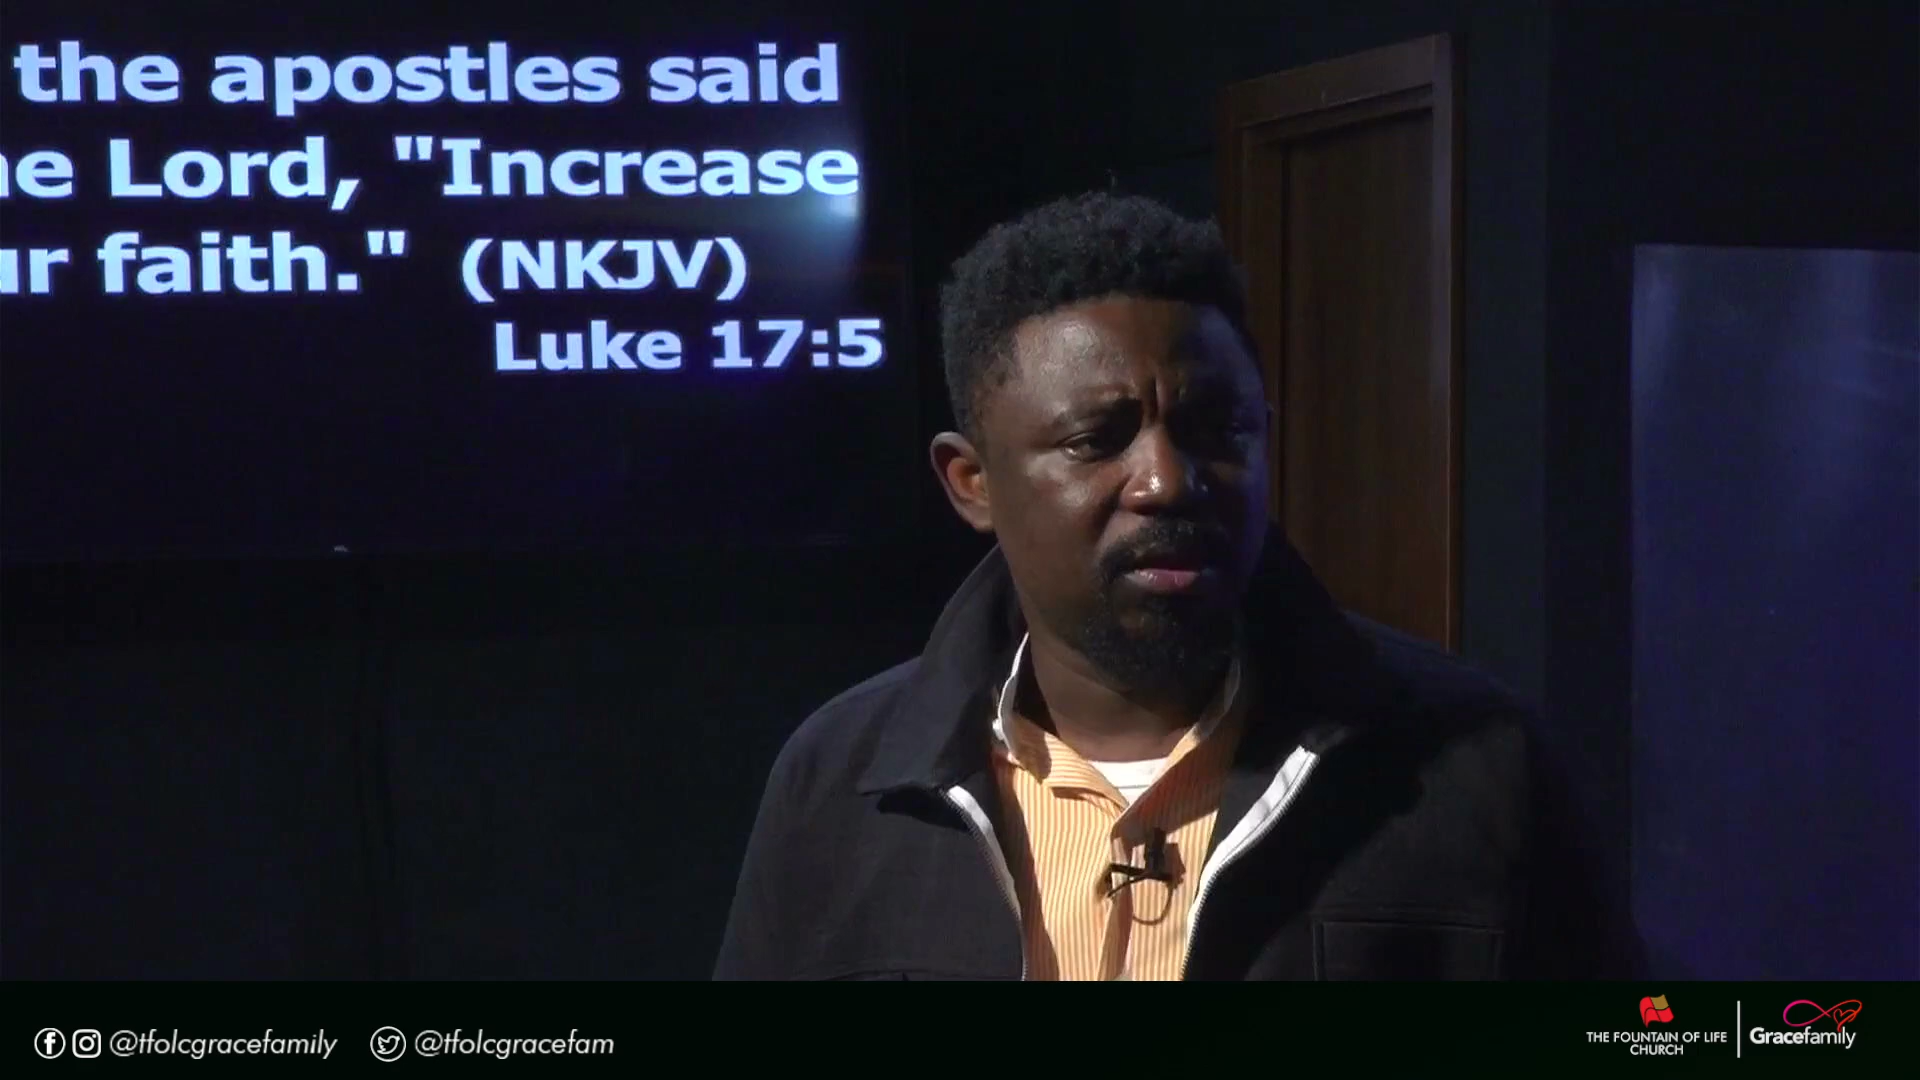 the apostles said
e Lord, "Increase
r faith." (NKJV)
Luke 17:5
@tfolcgracefamily @tfolcgracefam
THE FOUNTAIN OF LIFE
CHURCH
Gracefamily